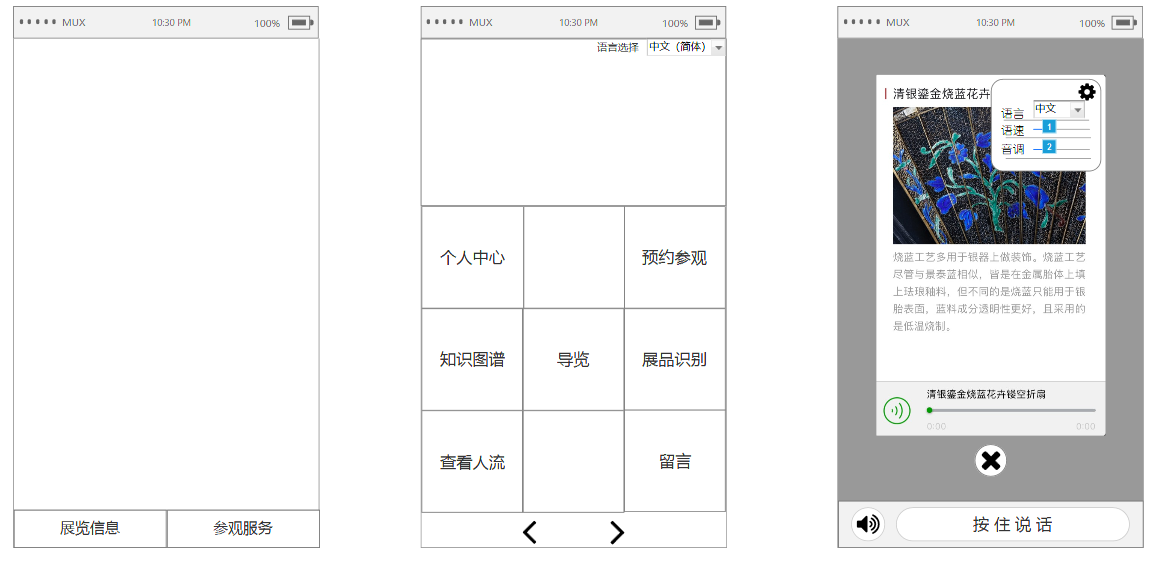 MUX 10:30 PM 100%
展览信息 参观服务
MUX 10:30 PM 100%
语言选择 中文（简体）
个人中心 预约参观
知识图谱 导览 展品识别
查看人流 留言
MUX 10:30 PM 100%
清银鎏金烧蓝花卉
语言 中文
语速 1
音调 2
烧蓝工艺多用于银器上做装饰。烧蓝工艺
尽管与景泰蓝相似，皆是在金属胎体上填
上珐琅釉料，但不同的是烧蓝只能用于银
胎表面，蓝料成分透明性更好，且采用的
是低温烧制。
清银鎏金烧蓝花卉镂空折扇
0:00 0:00
按住说话